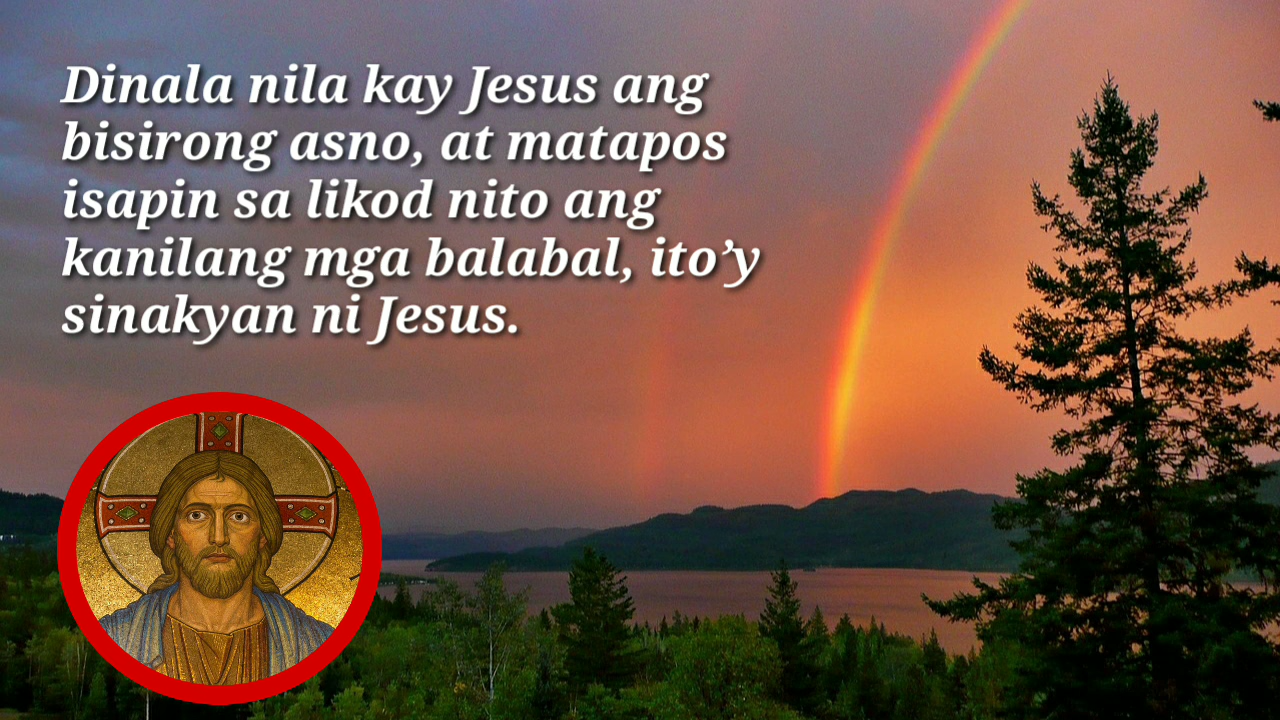 Dinala nila kay Jesus ang
bisirong asno, at matapos
isapin sa likod nito ang
kanilang mga balabal, ito’y
sinakyan ni Jesus.